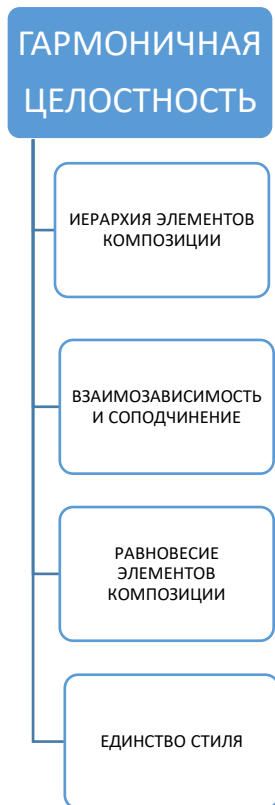 ГАРМОНИЧНАЯ
ЦЕЛОСТНОСТЬ
ИЕРАРХИЯ ЭЛЕМЕНТОВ
КОМПОЗИЦИИ
ВЗАИМОЗАВИСИМОСТЬ
И СОПОДЧИНЕНИЕ
РАВНОВЕСИЕ
ЭЛЕМЕНТОВ
КОМПОЗИЦИИ
ЕДИНСТВО СТИЛЯ